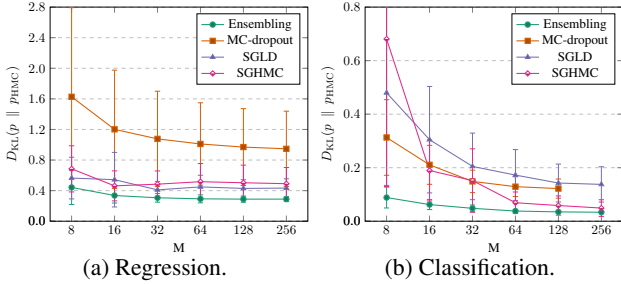 Ensembling
MC-dropout
SGLD
SGHMC
2.8
2.4
2.0
1.6
1.2
0.8
0.4
0.0
8 16 32 64 128 256
M
D_KL(p ∥ p_HMC)
(a) Regression.
Ensembling
MC-dropout
SGLD
SGHMC
0.8
0.6
0.4
0.2
0.0
8 16 32 64 128 256
M
D_KL(p ∥ p_HMC)
(b) Classification.